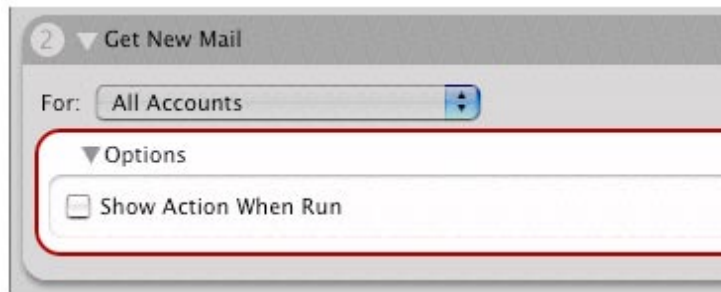 2 Get New Mail
For: All Accounts
Options
Show Action When Run